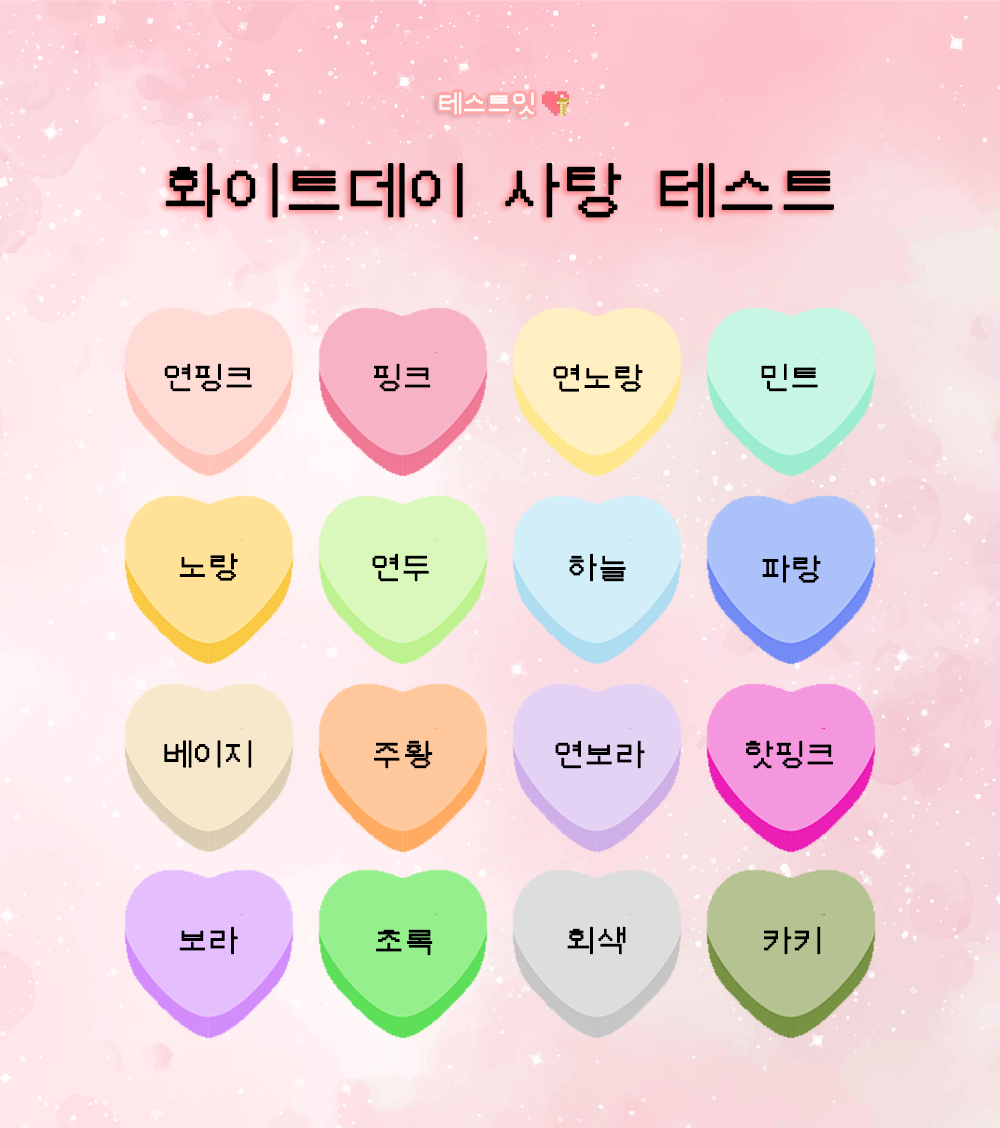 테스트잇
화이트데이 사탕 테스트
연핑크 핑크 연노랑 민트
노랑 연두 하늘 파랑
베이지 주황 연보라 핫핑크
보라 초록 회색 카키